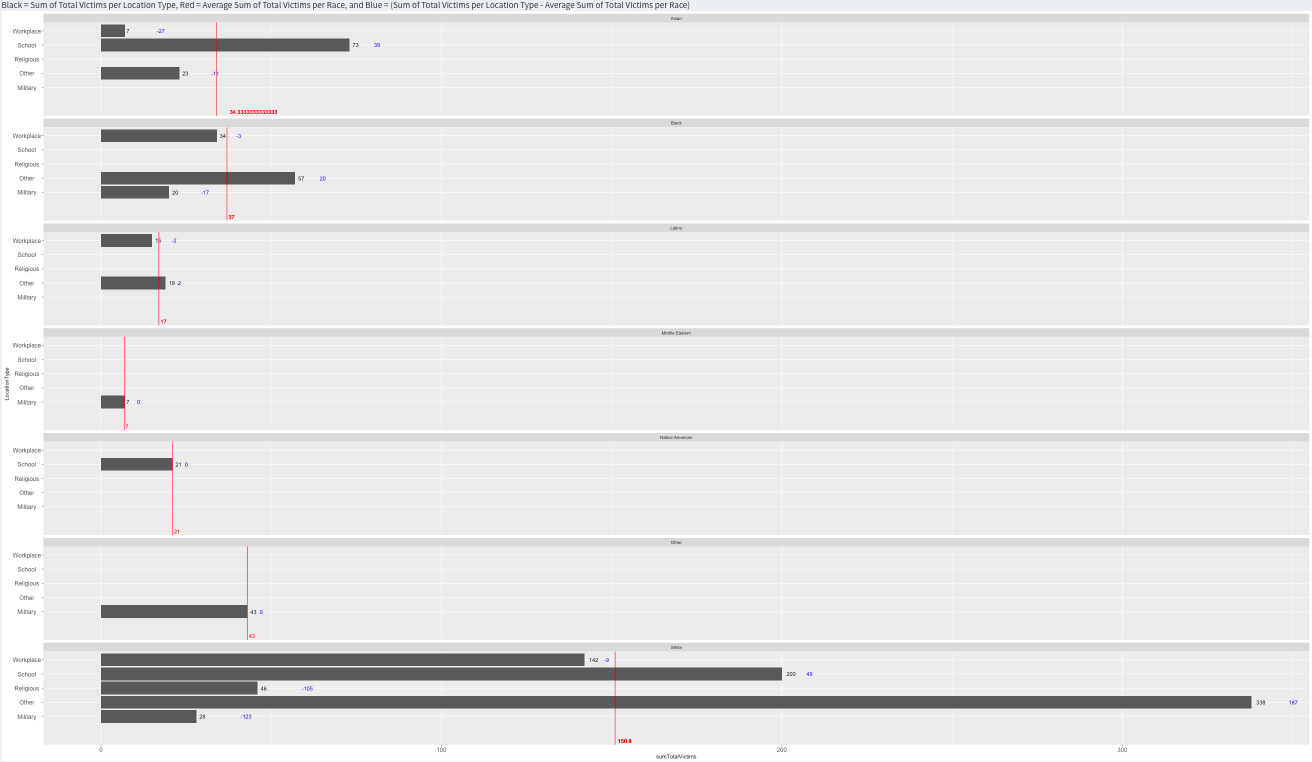 Black = Sum of Total Victims per Location Type, Red = Average Sum of Total Victims per Race, and Blue = (Sum of Total Victims per Location Type - Average Sum of Total Victims per Race)
Asian
Workplace 7 -27
School 73 39
Religious
Other 23 -11
Military
34.3333333333333
Black
Workplace 34 -3
School
Religious
Other 57 20
Military 20 -17
37
Latino
Workplace 15 -2
School
Religious
Other 19 2
Military
17
Middle Eastern
Workplace
School
Religious
Other
Military 7 0
7
LocationType
Native American
Workplace
School 21 0
Religious
Other
Military
21
Other
Workplace
School
Religious
Other
Military 43 0
43
White
Workplace 142 -9
School 200 49
Religious 46 -105
Other 338 187
Military 28 -123
150.8
0 100 200 300
sumTotalVictims